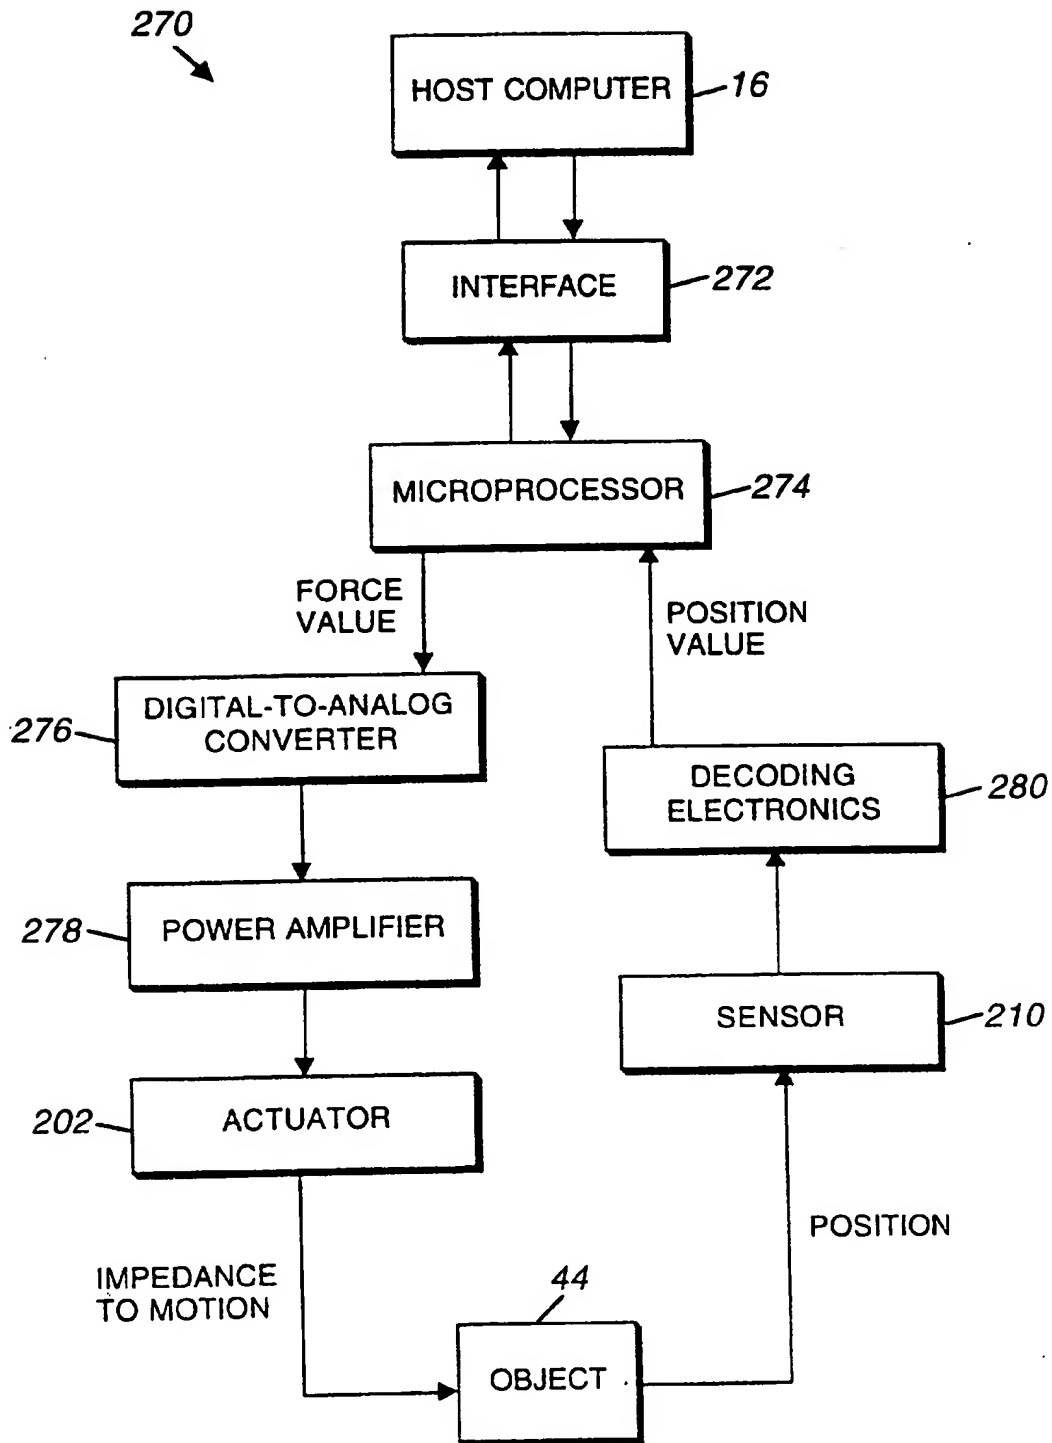 270
HOST COMPUTER
16
INTERFACE
272
MICROPROCESSOR
274
FORCE
VALUE
POSITION
VALUE
DIGITAL-TO-ANALOG
CONVERTER
276
DECODING
ELECTRONICS
280
POWER AMPLIFIER
278
SENSOR
210
ACTUATOR
202
POSITION
IMPEDANCE
TO MOTION
44
OBJECT